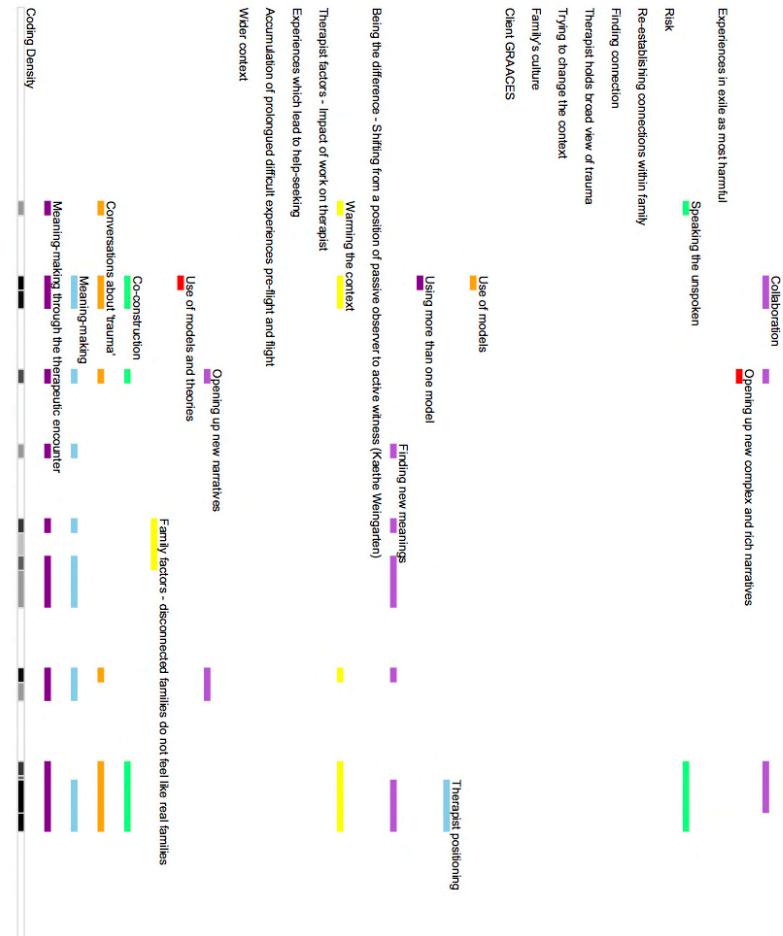 Collaboration
Opening up new complex and rich narratives
Experiences in exile as most harmful
Speaking the unspoken
Risk
Re-establishing connections within family
Finding connection
Therapist holds broad view of trauma
Trying to change the context
Family's culture
Client GRAACES
Use of models
Therapist positioning
Using more than one model
Finding new meanings
Being the difference - Shifting from a position of passive observer to active witness (Kaethe Weingarten)
Warming the context
Therapist factors - Impact of work on therapist
Experiences which lead to help-seeking
Accumulation of prolongued difficult experiences pre-flight and flight
Wider context
Opening up new narratives
Use of models and theories
Family factors - disconnected families do not feel like real families
Co-construction
Conversations about 'trauma'
Meaning-making
Meaning-making through the therapeutic encounter
Coding Density